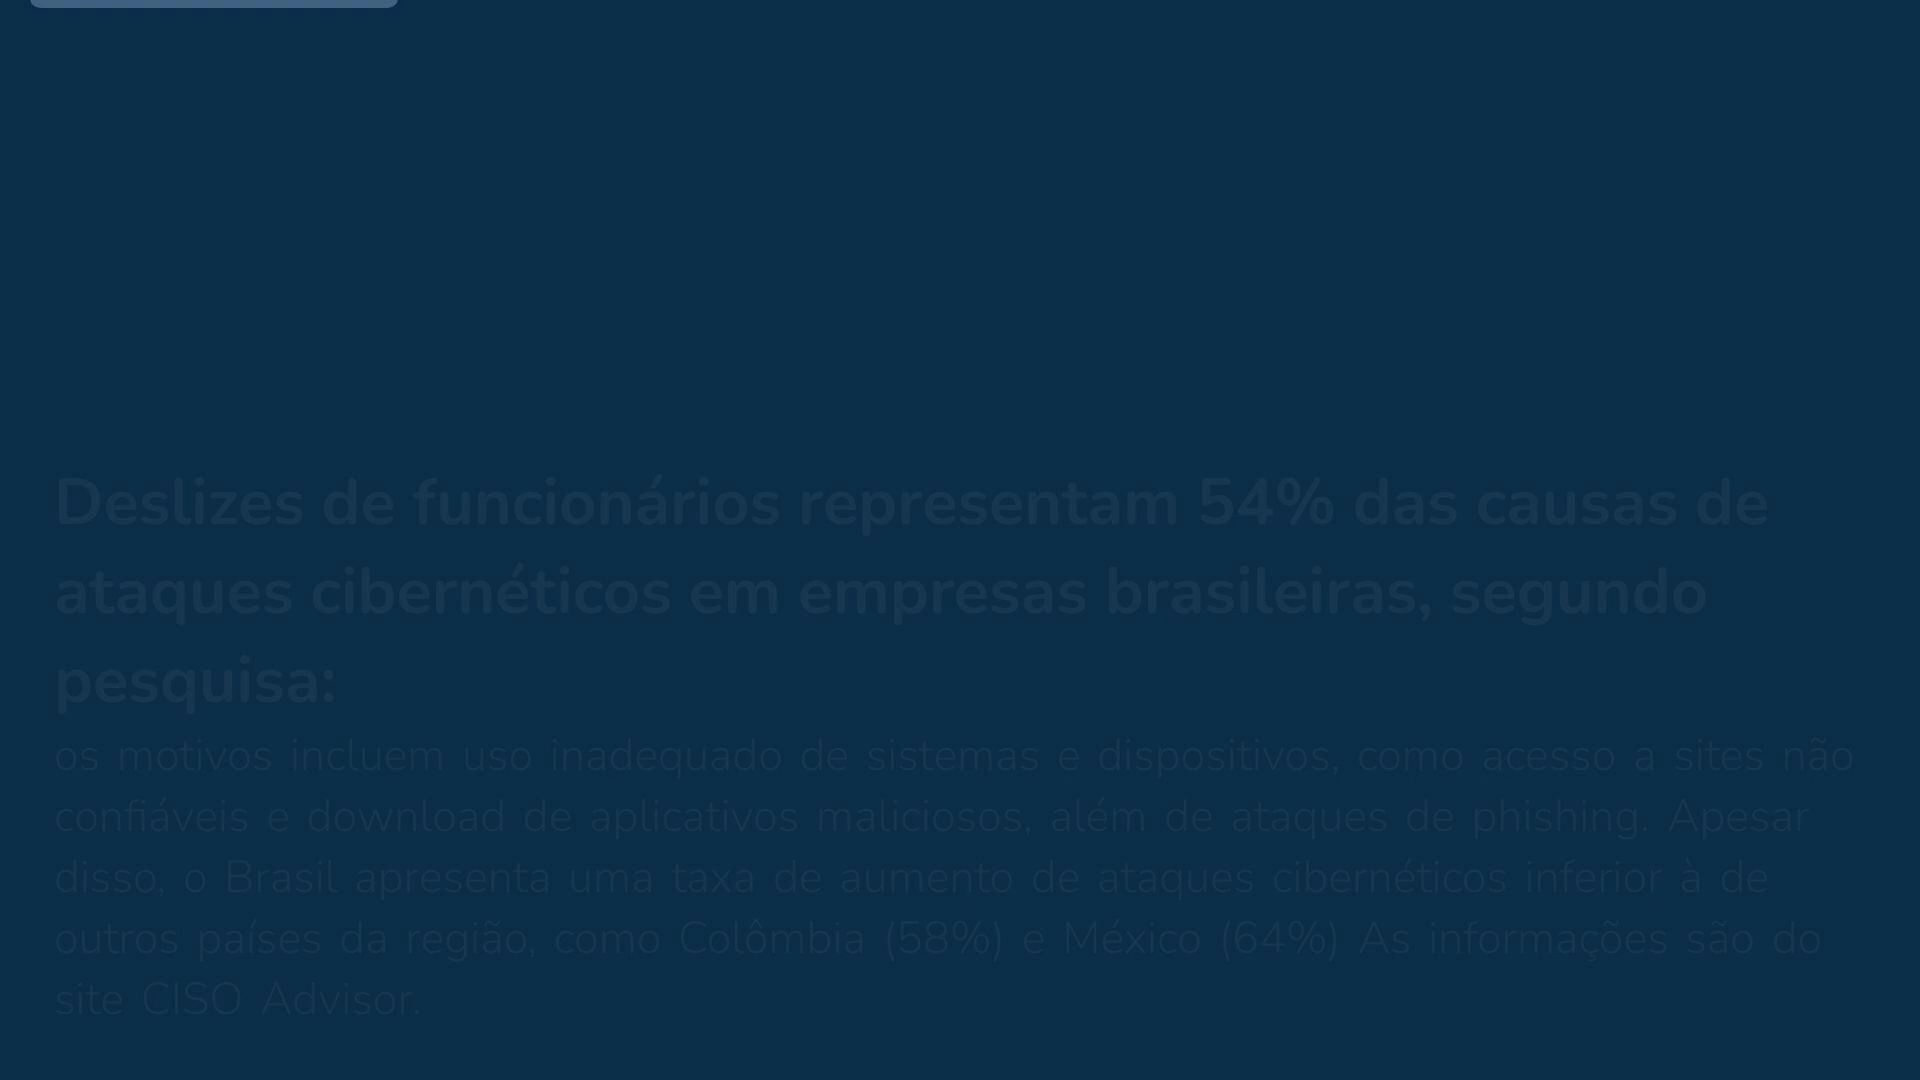 Deslizes de funcionários representam 54% das causas de
ataques cibernéticos em empresas brasileiras, segundo
pesquisa:
os motivos incluem uso inadequado de sistemas e dispositivos, como acesso a sites não
confiáveis e download de aplicativos maliciosos, além de ataques de phishing. Apesar
disso, o Brasil apresenta uma taxa de aumento de ataques cibernéticos inferior à de
outros países da região, como Colômbia (58%) e México (64%) As informações são do
site CISO Advisor.